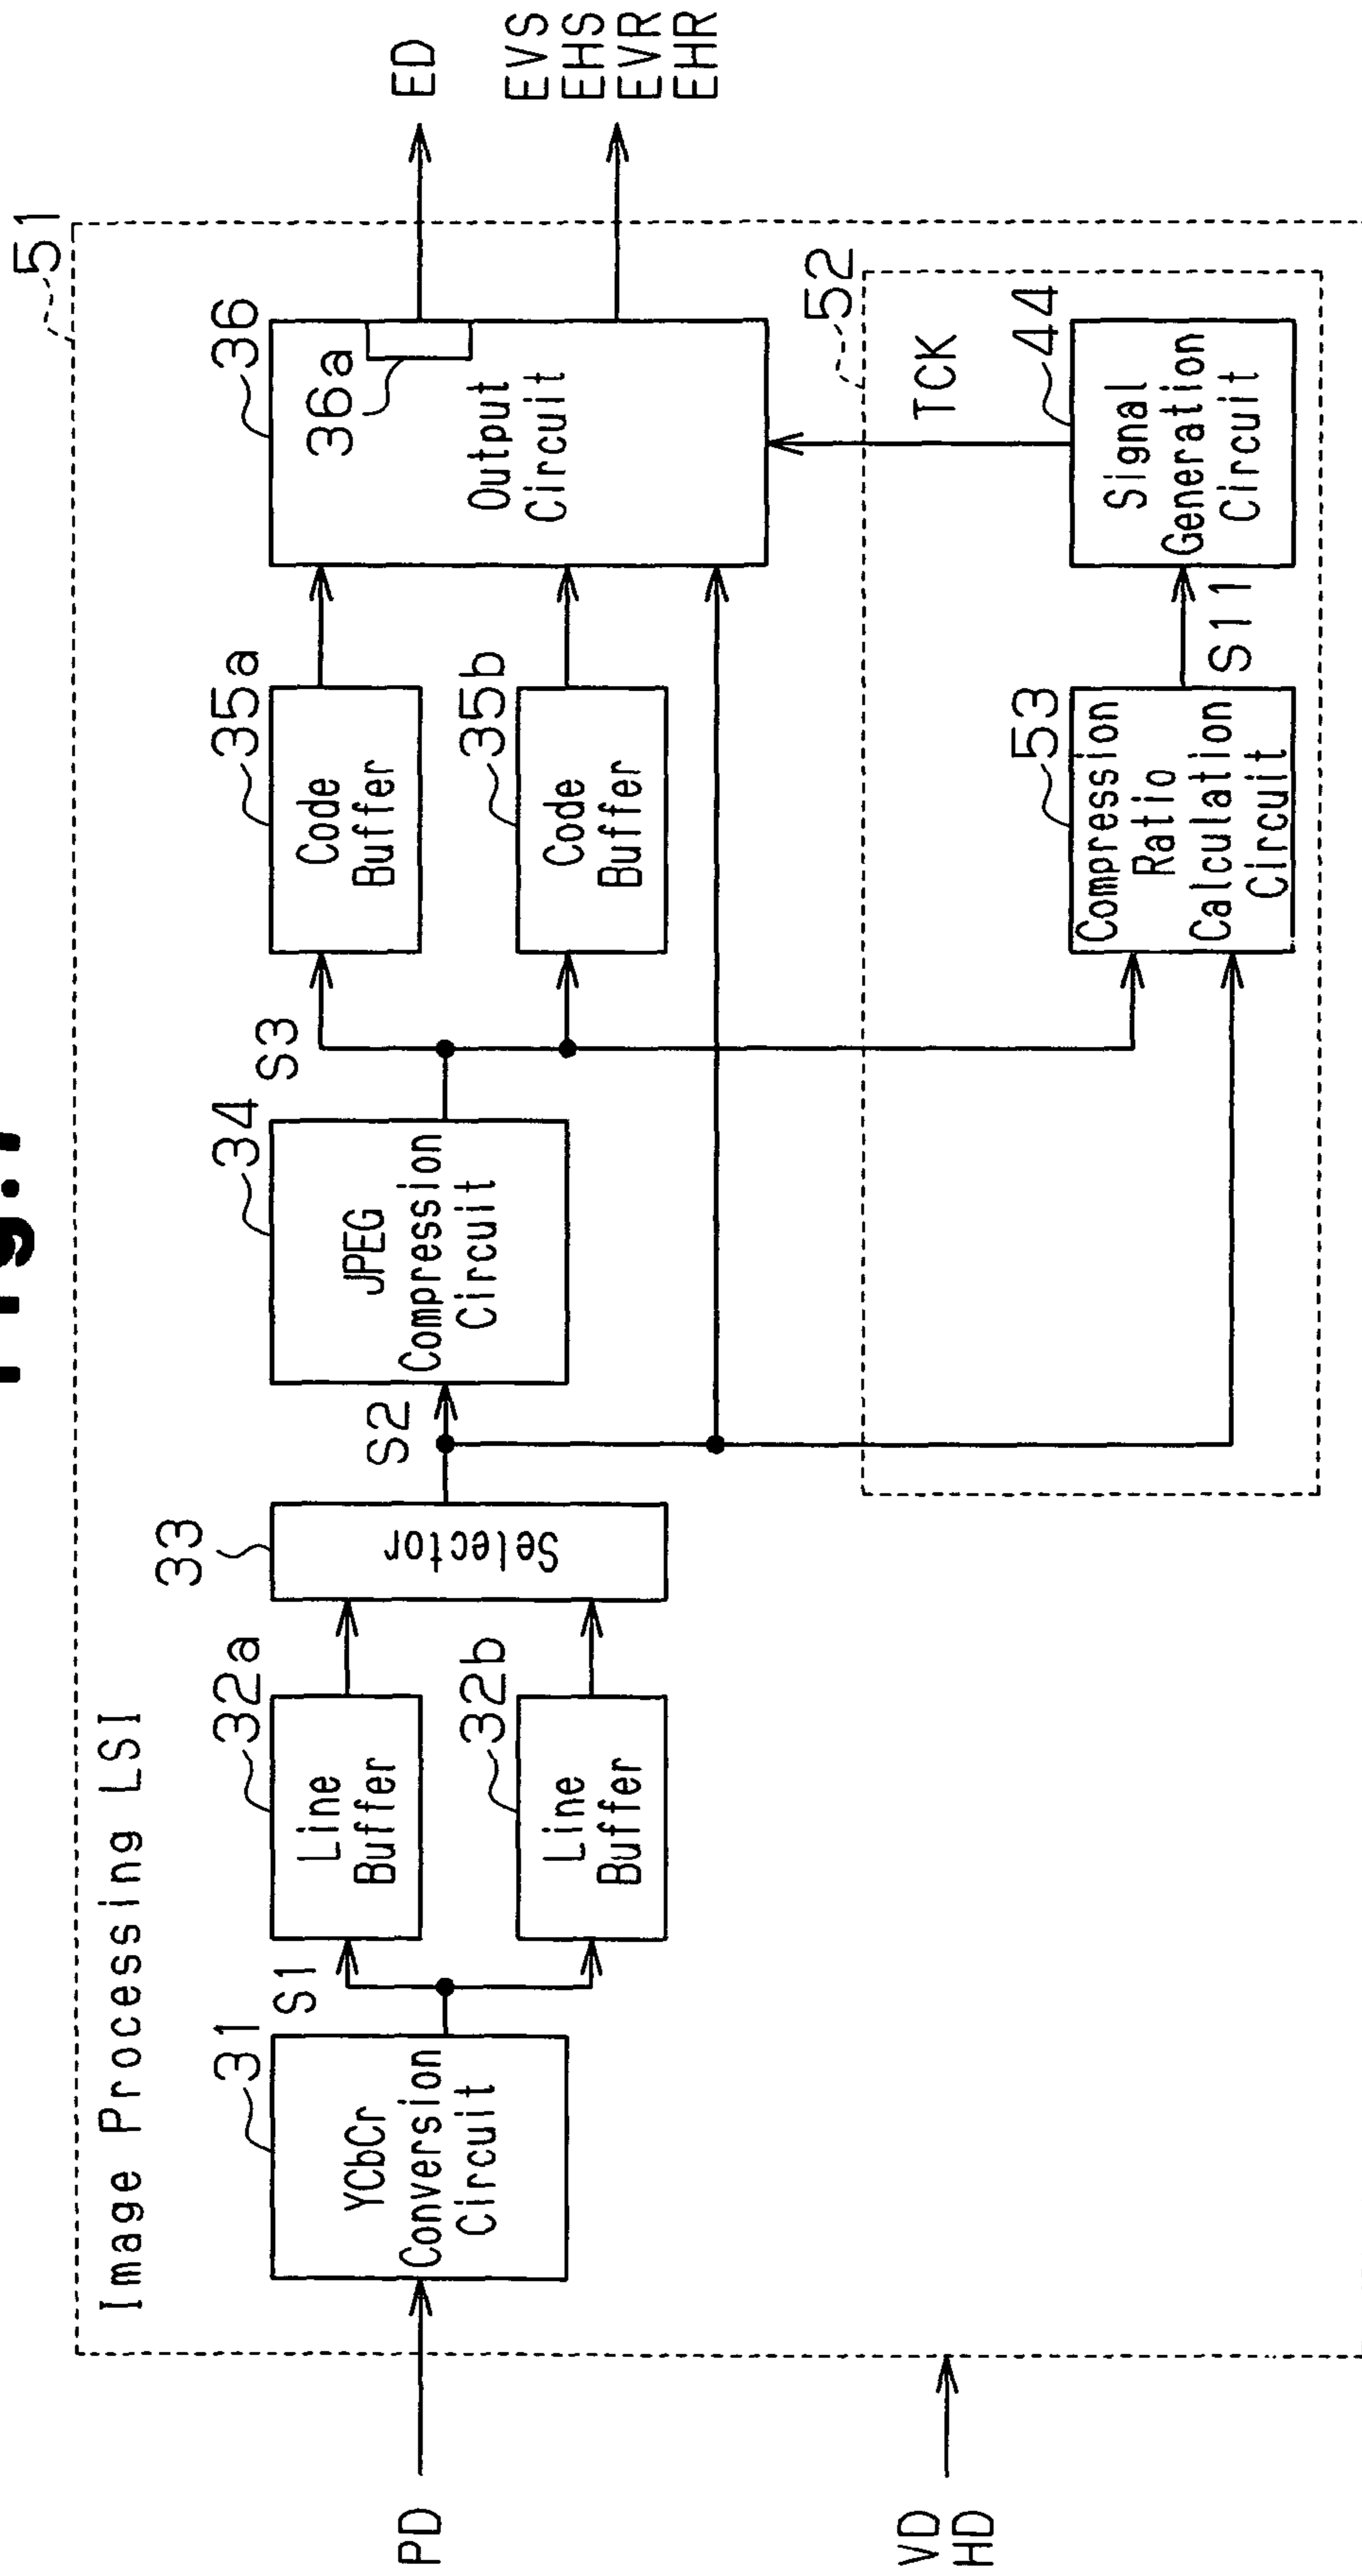 Fig.7
Image Processing LSI
51
PD
VD
HD
31
YCbCr
Conversion
Circuit
S1
32a
Line
Buffer
32b
Line
Buffer
33
Selector
S2
34
JPEG
Compression
Circuit
S3
35a
Code
Buffer
35b
Code
Buffer
36
36a
Output
Circuit
ED
EVS
EHS
EVR
EHR
52
TCK
53
Compression
Ratio
Calculation
Circuit
S11
44
Signal
Generation
Circuit